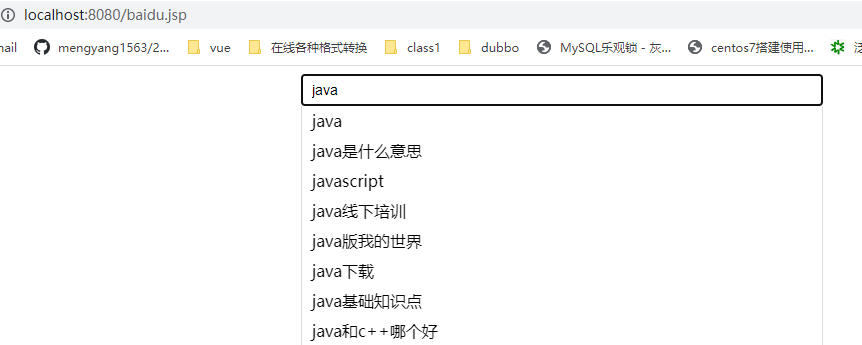 localhost:8080/baidu.jsp
mail mengyang1563/2... vue 在线各种格式转换 class1 dubbo MySQL乐观锁 - 灰... centos7搭建使用... 泛
java
java
java是什么意思
javascript
java线下培训
java版我的世界
java下载
java基础知识点
java和c++哪个好